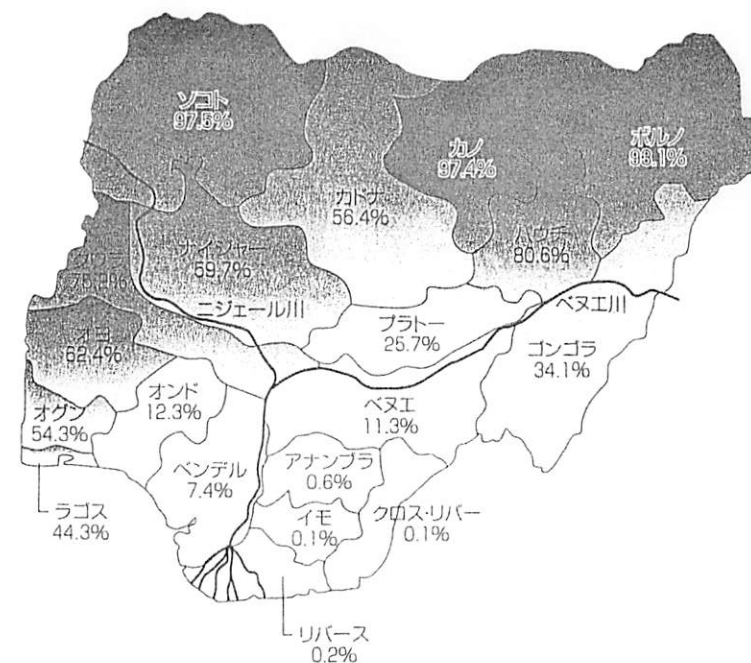 ソコト
97.5%
カノ
97.4%
ボルノ
93.1%
カドナ
56.4%
バウチ
80.6%
ナイジャー
59.7%
クワラ
75.2%
ニジェール川
ベヌエ川
プラトー
25.7%
ゴンゴラ
34.1%
オヨ
62.4%
オンド
12.3%
ベヌエ
11.3%
オグン
54.3%
ベンデル
7.4%
アナンブラ
0.6%
ラゴス
44.3%
イモ
0.1%
クロス・リバー
0.1%
リバース
0.2%